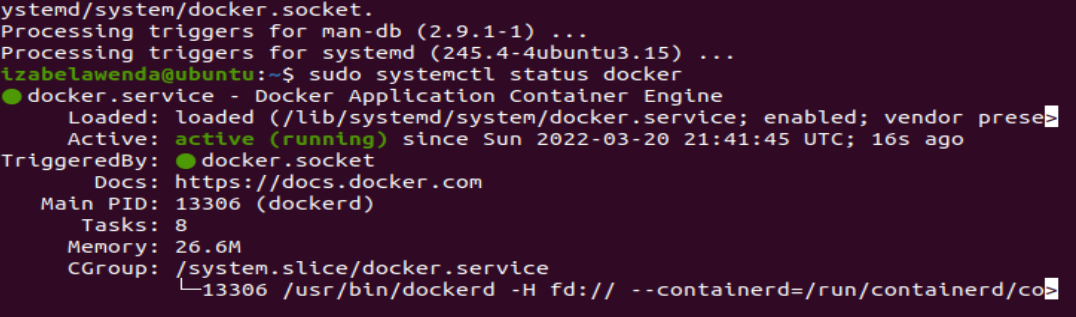 ystemd/system/docker.socket.
Processing triggers for man-db (2.9.1-1) ...
Processing triggers for systemd (245.4-4ubuntu3.15) ...
izabelawenda@ubuntu:~$ sudo systemctl status docker
● docker.service - Docker Application Container Engine
     Loaded: loaded (/lib/systemd/system/docker.service; enabled; vendor prese>
     Active: active (running) since Sun 2022-03-20 21:41:45 UTC; 16s ago
TriggeredBy: ● docker.socket
       Docs: https://docs.docker.com
   Main PID: 13306 (dockerd)
      Tasks: 8
     Memory: 26.6M
     CGroup: /system.slice/docker.service
             └─13306 /usr/bin/dockerd -H fd:// --containerd=/run/containerd/co>